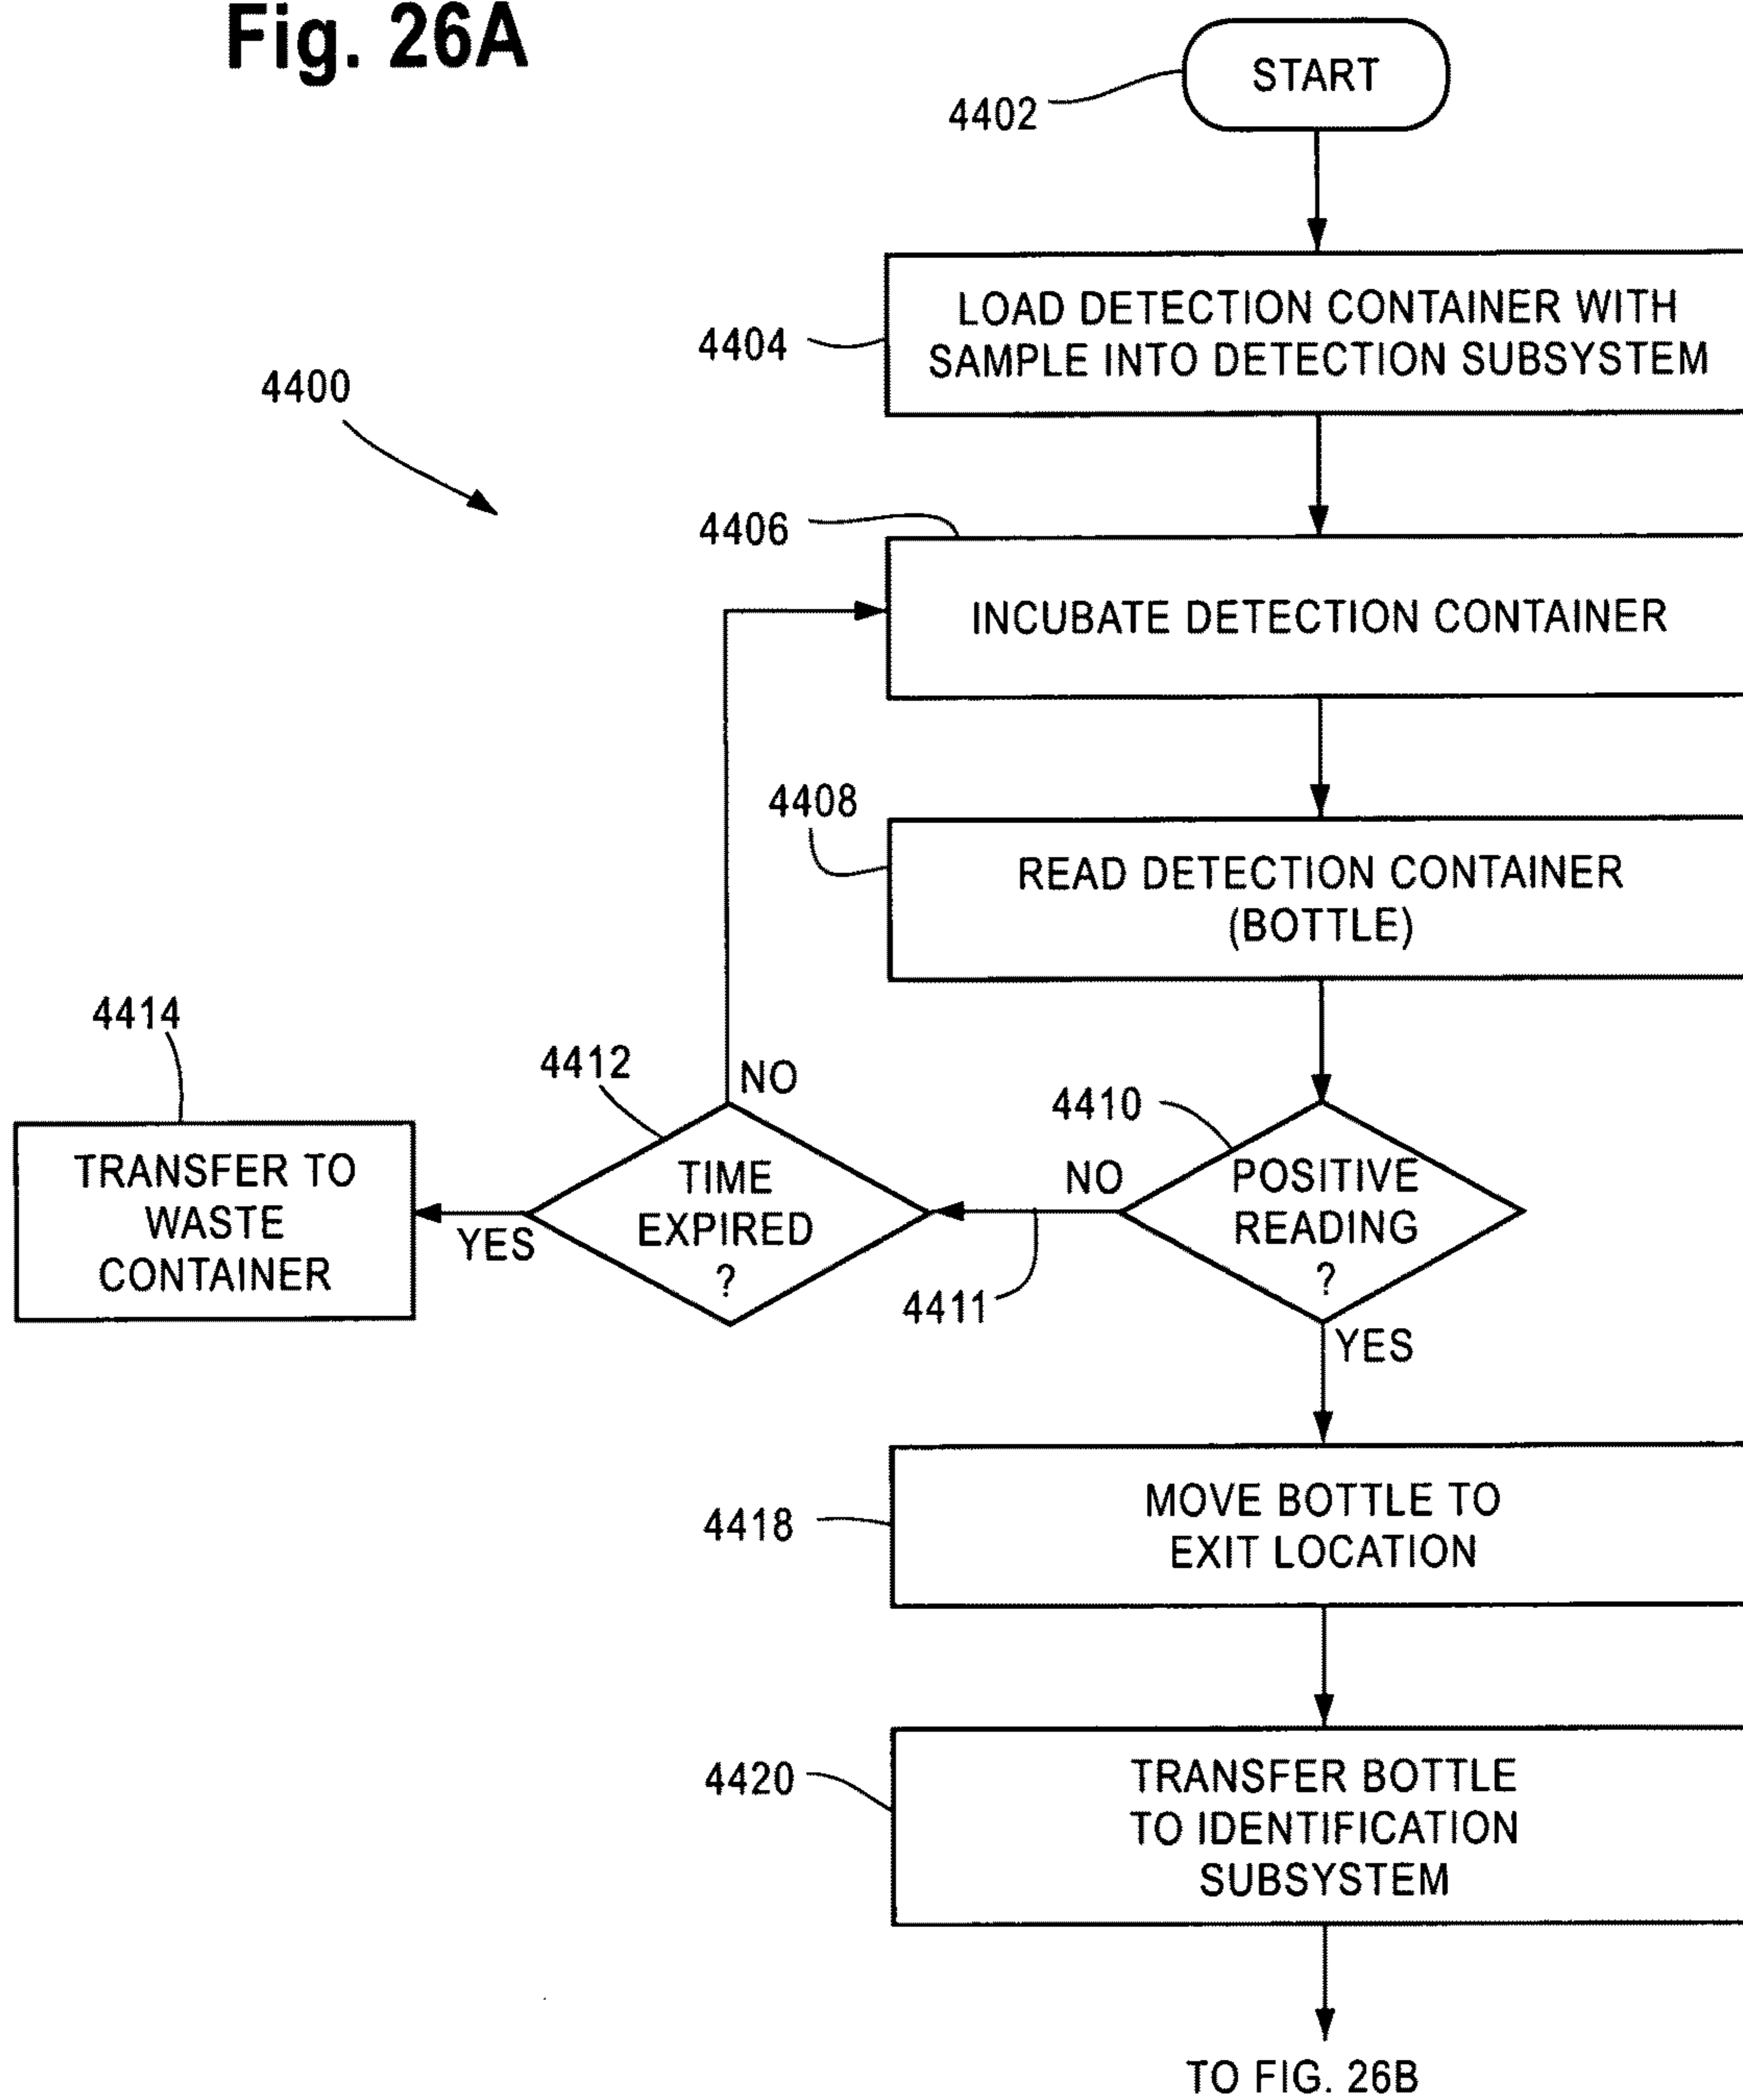 Fig. 26A
START
4402
LOAD DETECTION CONTAINER WITH
SAMPLE INTO DETECTION SUBSYSTEM
4404
4400
4406
INCUBATE DETECTION CONTAINER
4408
READ DETECTION CONTAINER
(BOTTLE)
4414
4412
NO
4410
TRANSFER TO
WASTE
CONTAINER
YES
TIME
EXPIRED
?
NO
4411
POSITIVE
READING
?
YES
4418
MOVE BOTTLE TO
EXIT LOCATION
4420
TRANSFER BOTTLE
TO IDENTIFICATION
SUBSYSTEM
TO FIG. 26B